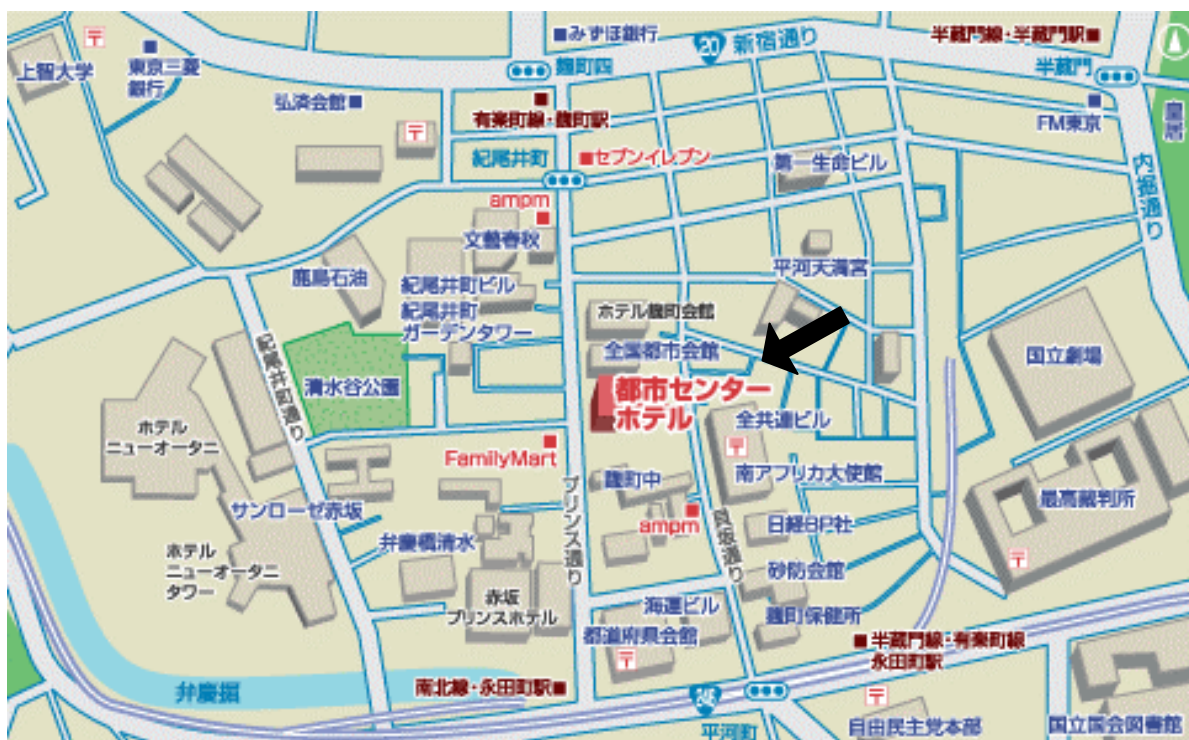 みずほ銀行
20
新宿通り
半蔵門線・半蔵門駅
上智大学
東京三菱
銀行
麹町四
半蔵門
弘済会館
有楽町線・麹町駅
FM東京
皇居
紀尾井町
セブンイレブン
第一生命ビル
内堀通り
ampm
文藝春秋
平河天満宮
鹿島石油
紀尾井町ビル
紀尾井町
ガーデンタワー
ホテル麹町会館
全国都市会館
国立劇場
紀尾井町通り
清水谷公園
都市センター
ホテル
全共連ビル
ホテル
ニューオータニ
FamilyMart
プリンス通り
麹町中
南アフリカ大使館
最高裁判所
サンローゼ赤坂
ampm
日経BP社
貝坂通り
弁慶橋清水
ホテル
ニューオータニ
タワー
砂防会館
赤坂
プリンスホテル
海運ビル
麹町保健所
都道府県会館
半蔵門線・有楽町線
永田町駅
弁慶掘
南北線・永田町駅
246
平河町
自由民主党本部
国立国会図書館